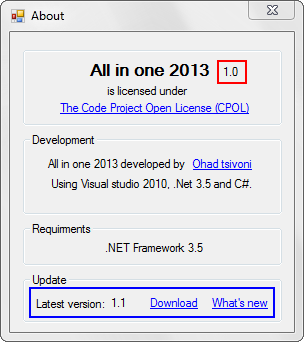 About
All in one 2013 1.0
is licensed under
The Code Project Open License (CPOL)
Development
All in one 2013 developed by Ohad tsivoni
Using Visual studio 2010, .Net 3.5 and C#.
Requirments
.NET Framework 3.5
Update
Latest version: 1.1 Download What's new